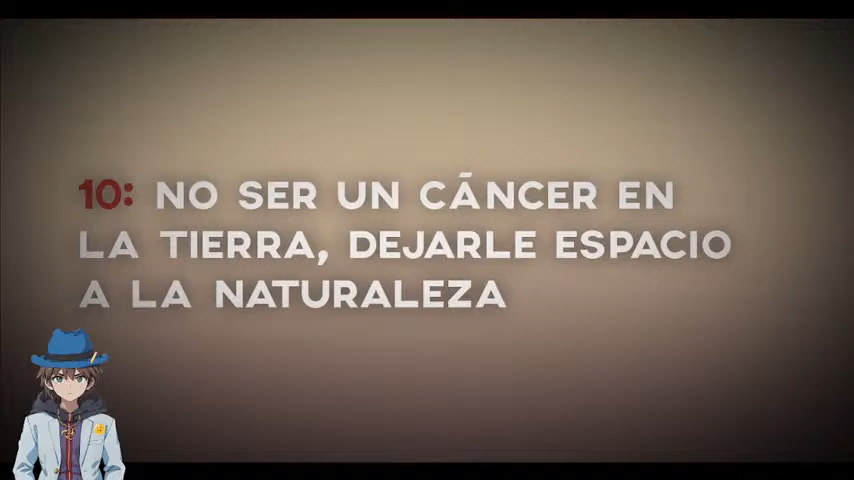 10: NO SER UN CÃNCER EN
LA TIERRA, DEJARLE ESPACIO
A LA NATURALEZA